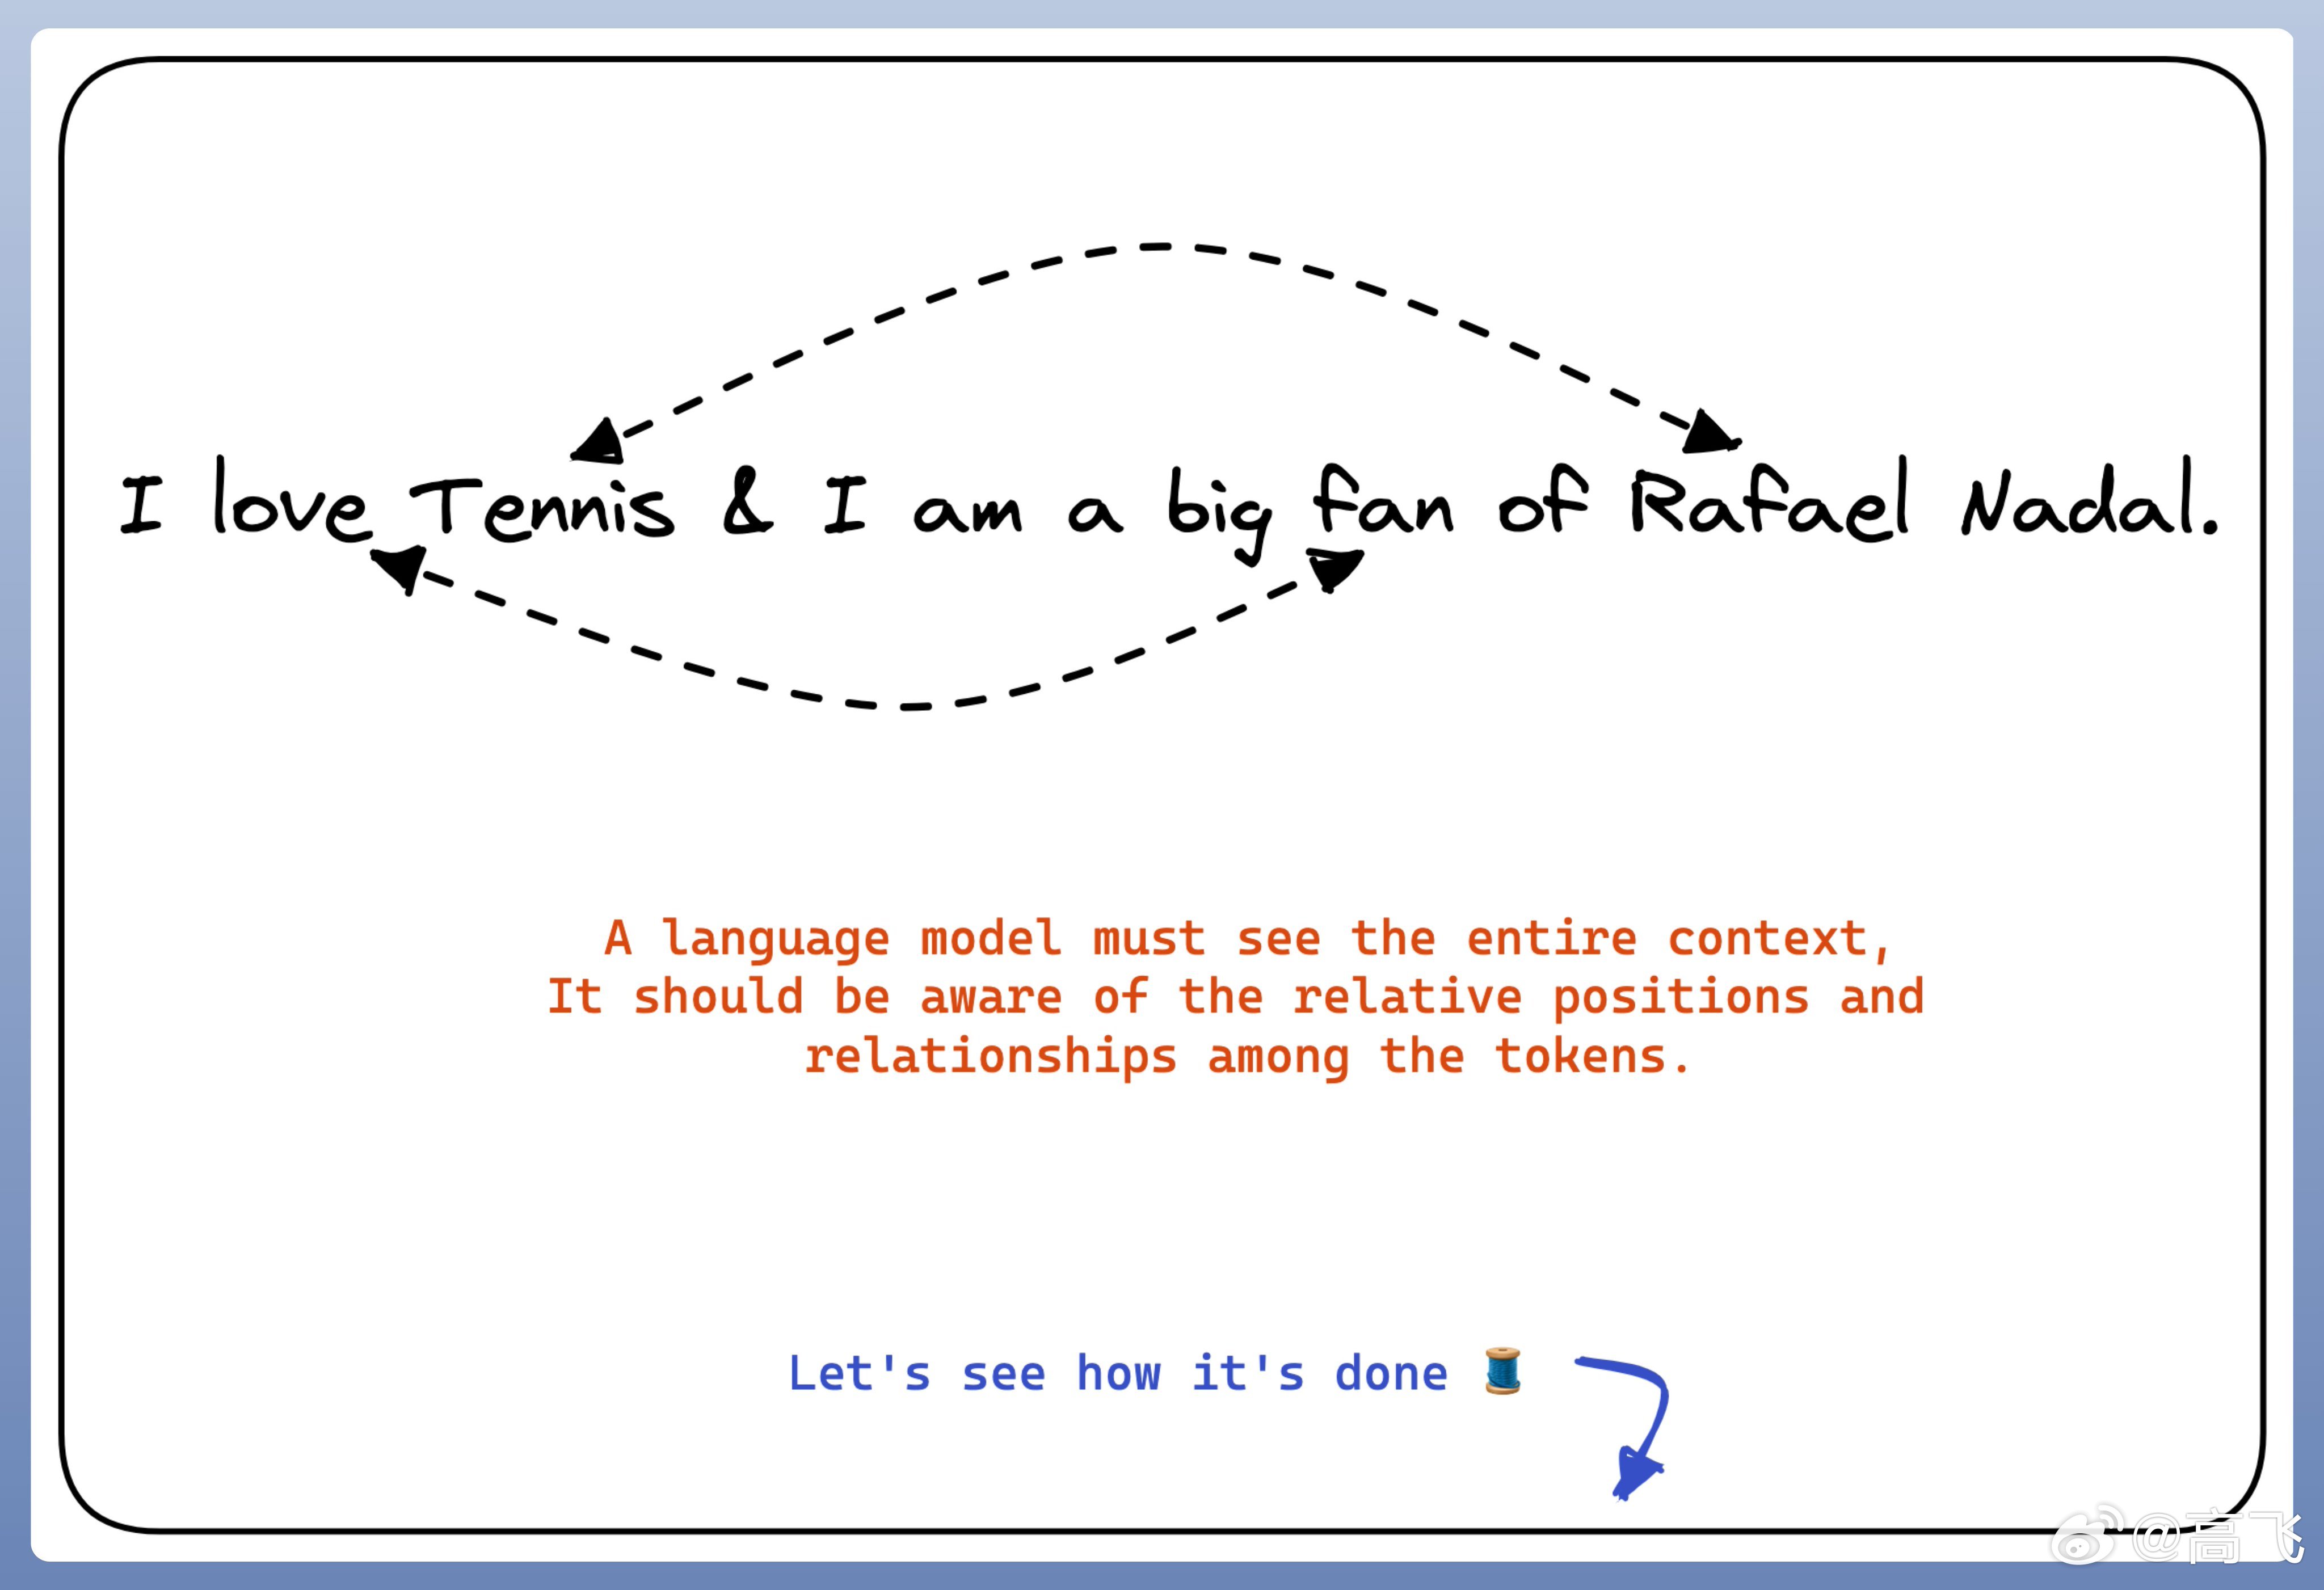 I love Tennis & I am a big fan of Rafael Nadal.
A language model must see the entire context,
It should be aware of the relative positions and
relationships among the tokens.
Let's see how it's done 🧵
@高飞